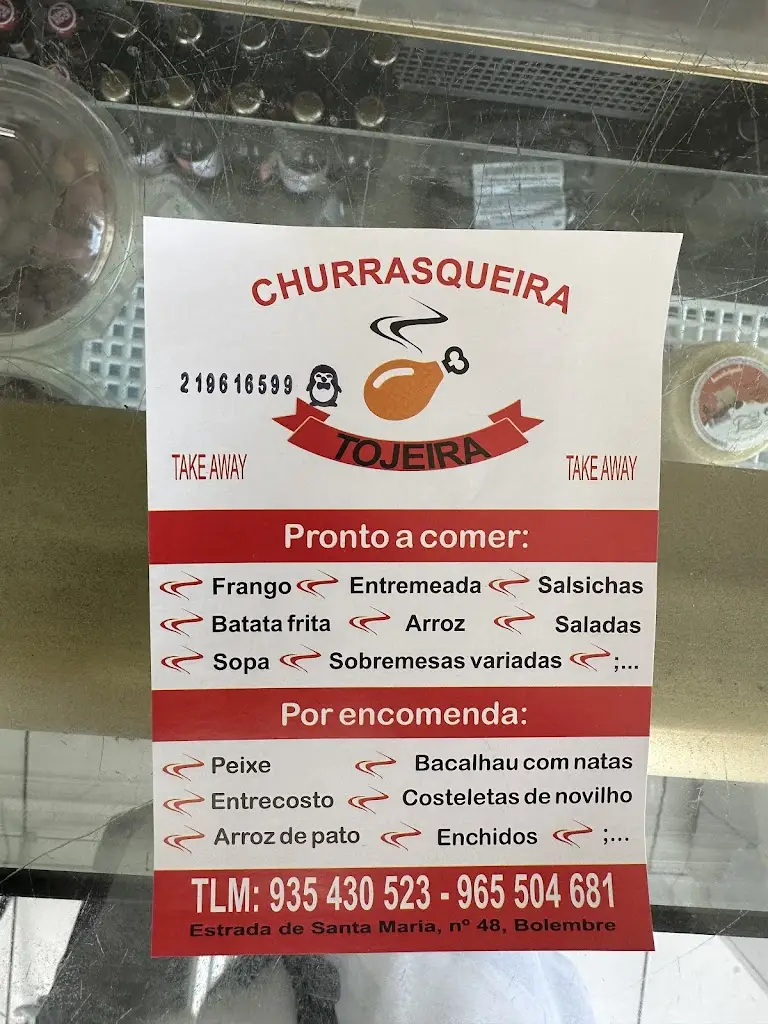 CHURRASQUEIRA
219616599
TOJEIRA
TAKE AWAY TAKE AWAY
Pronto a comer:
Frango Entremeada Salsichas
Batata frita Arroz Saladas
Sopa Sobremesas variadas ;...
Por encomenda:
Peixe Bacalhau com natas
Entrecosto Costeletas de novilho
Arroz de pato Enchidos ;...
TLM: 935 430 523 - 965 504 681
Estrada de Santa Maria, nº 48, Bolembre